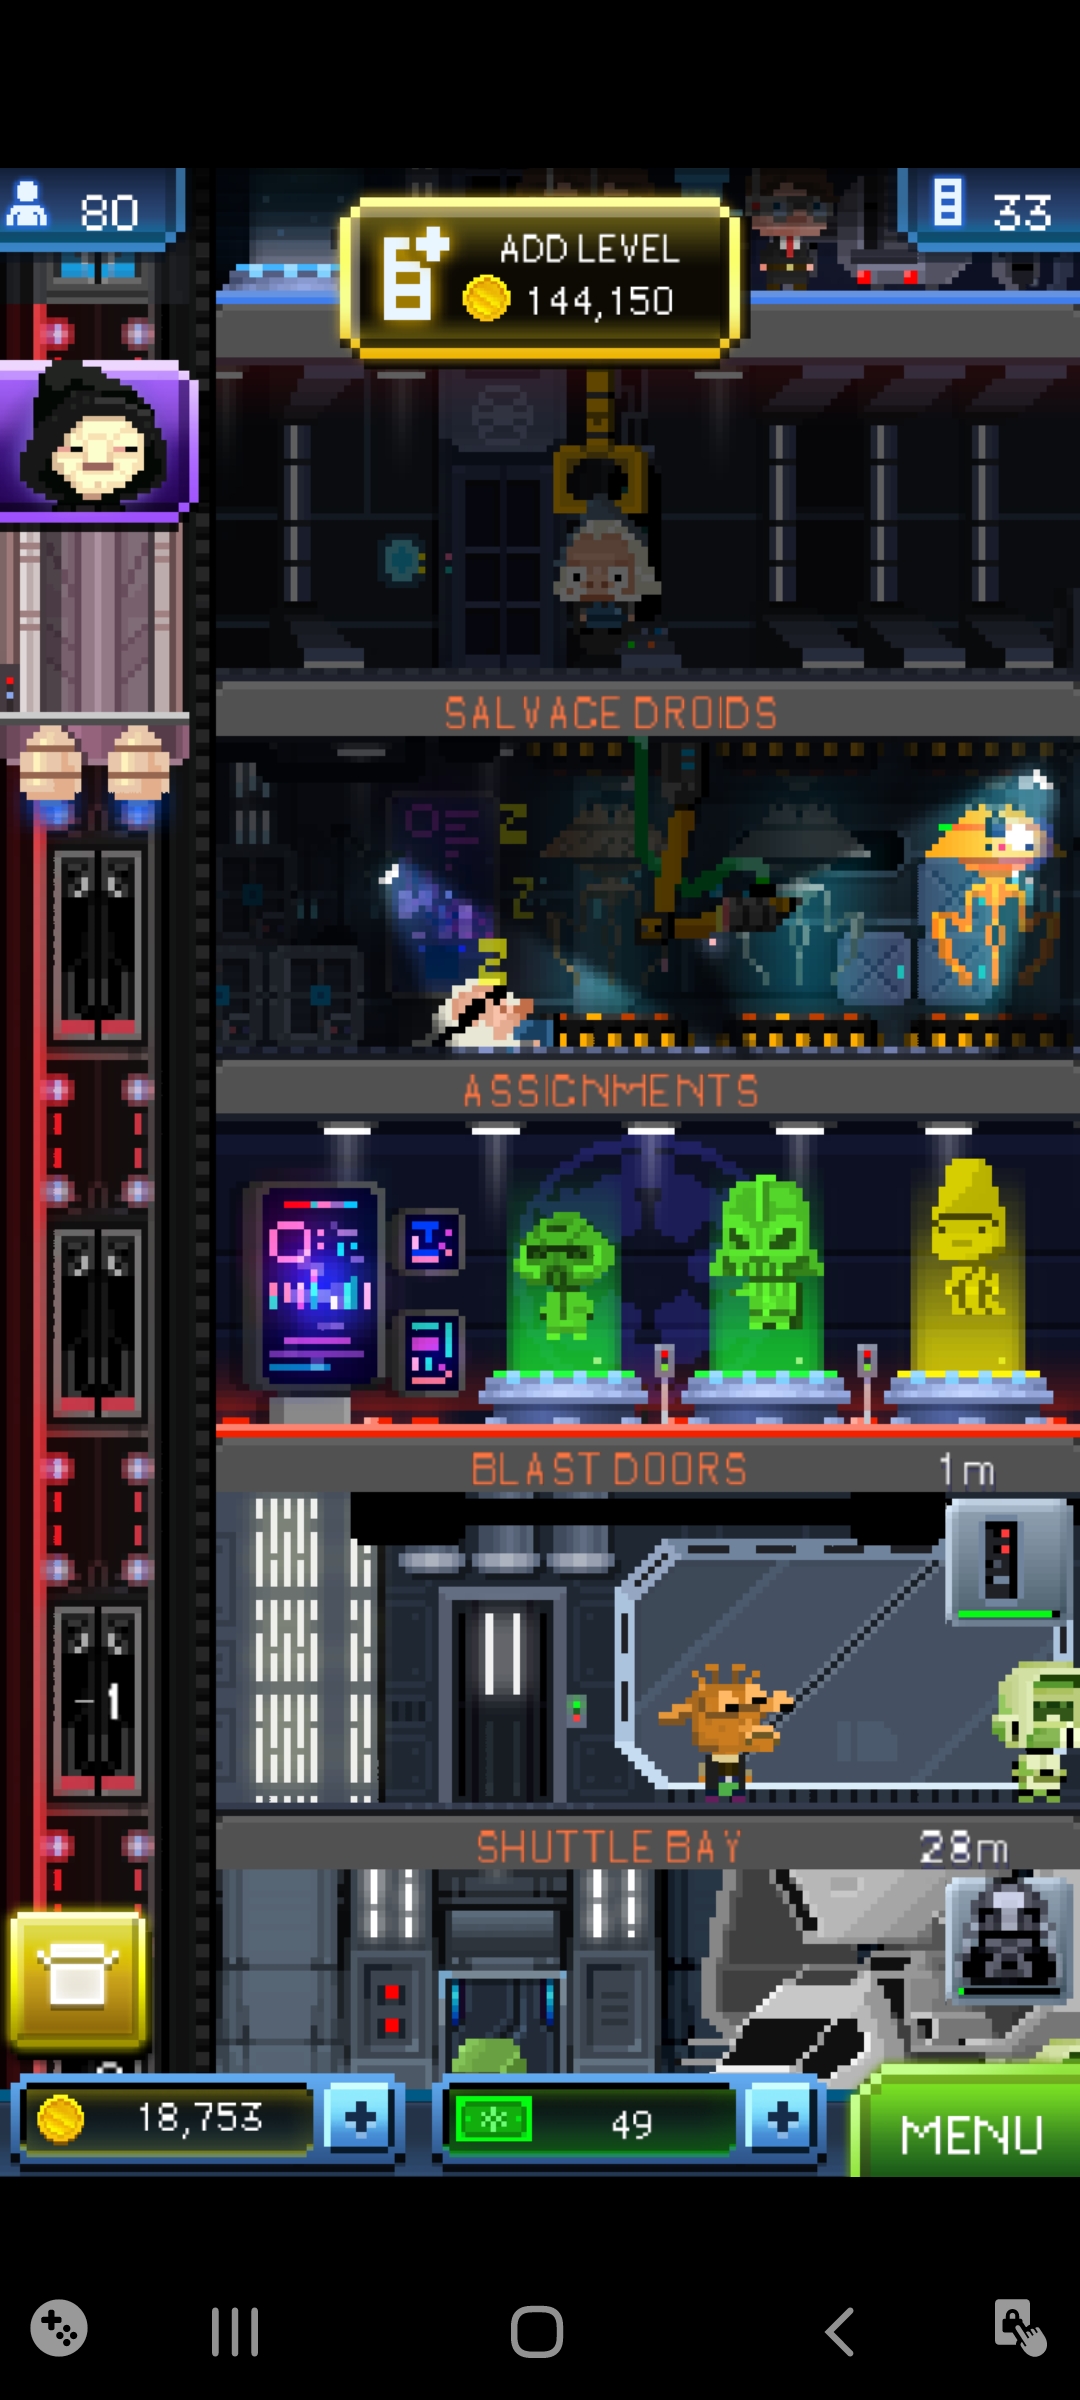 80
33
ADD LEVEL
144,150
SALVAGE DROIDS
Z
Z
Z
ASSIGNMENTS
BLAST DOORS 1m
-1
SHUTTLE BAY 28m
18,753
49
MENU